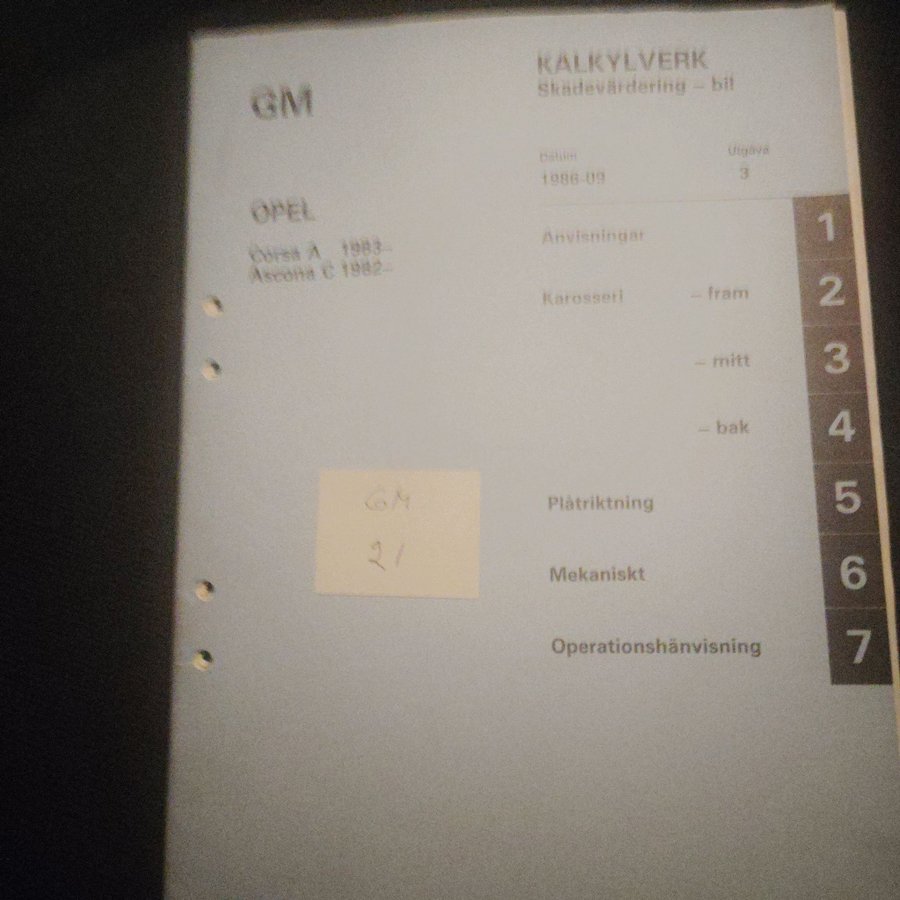 GM
KALKYLVERK
Skadevärdering – bil
Datum
Utgåva
1986-09
3
OPEL
Corsa A 1983–
Ascona C 1982–
Anvisningar
1
Karosseri – fram
2
– mitt
3
– bak
4
GM
21
Plåtriktning
5
Mekaniskt
6
Operationshänvisning
7